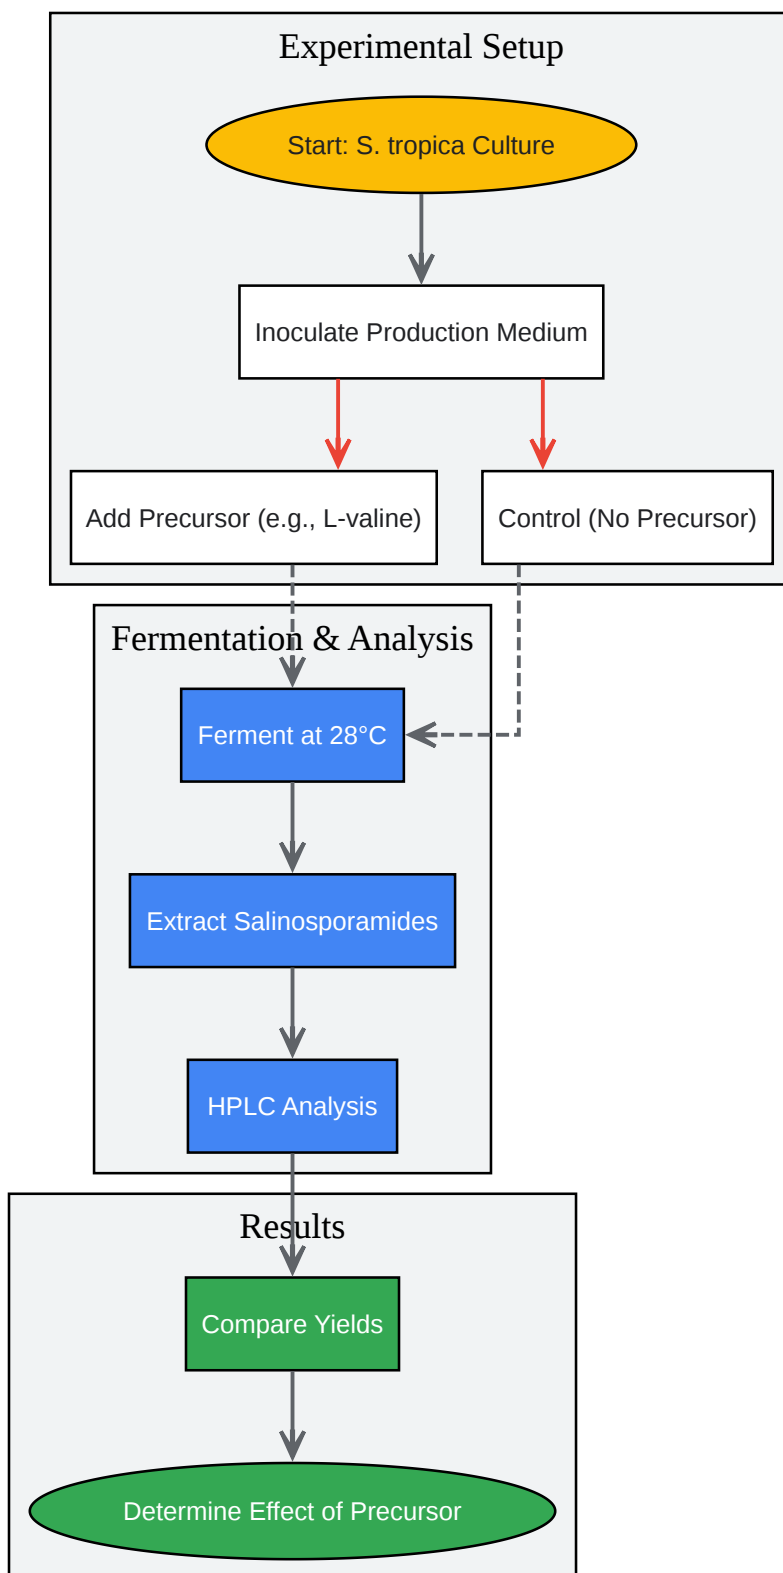 Experimental Setup
Start: S. tropica Culture
Inoculate Production Medium
Add Precursor (e.g., L-valine)
Control (No Precursor)
Fermentation & Analysis
Ferment at 28°C
Extract Salinosporamides
HPLC Analysis
Results
Compare Yields
Determine Effect of Precursor